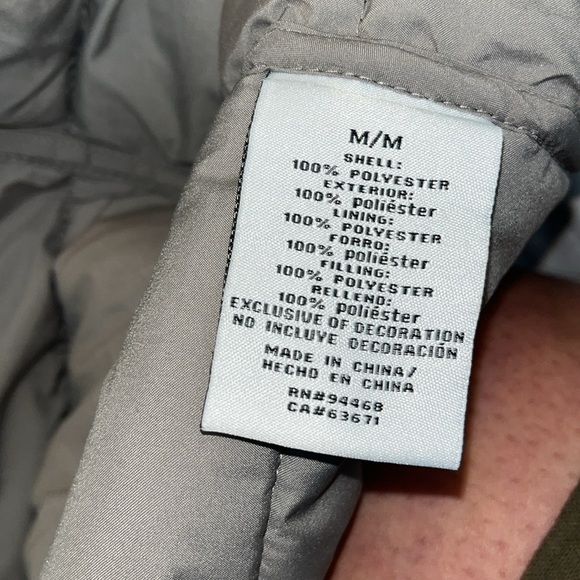 M/M
SHELL:
100% POLYESTER
EXTERIOR:
100% poliéster
LINING:
100% POLYESTER
FORRO:
100% poliéster
FILLING:
100% POLYESTER
RELLENO:
100% poliéster
EXCLUSIVE OF DECORATION
NO INCLUYE DECORACIÓN
MADE IN CHINA/
HECHO EN CHINA
RN#94468
CA#63671